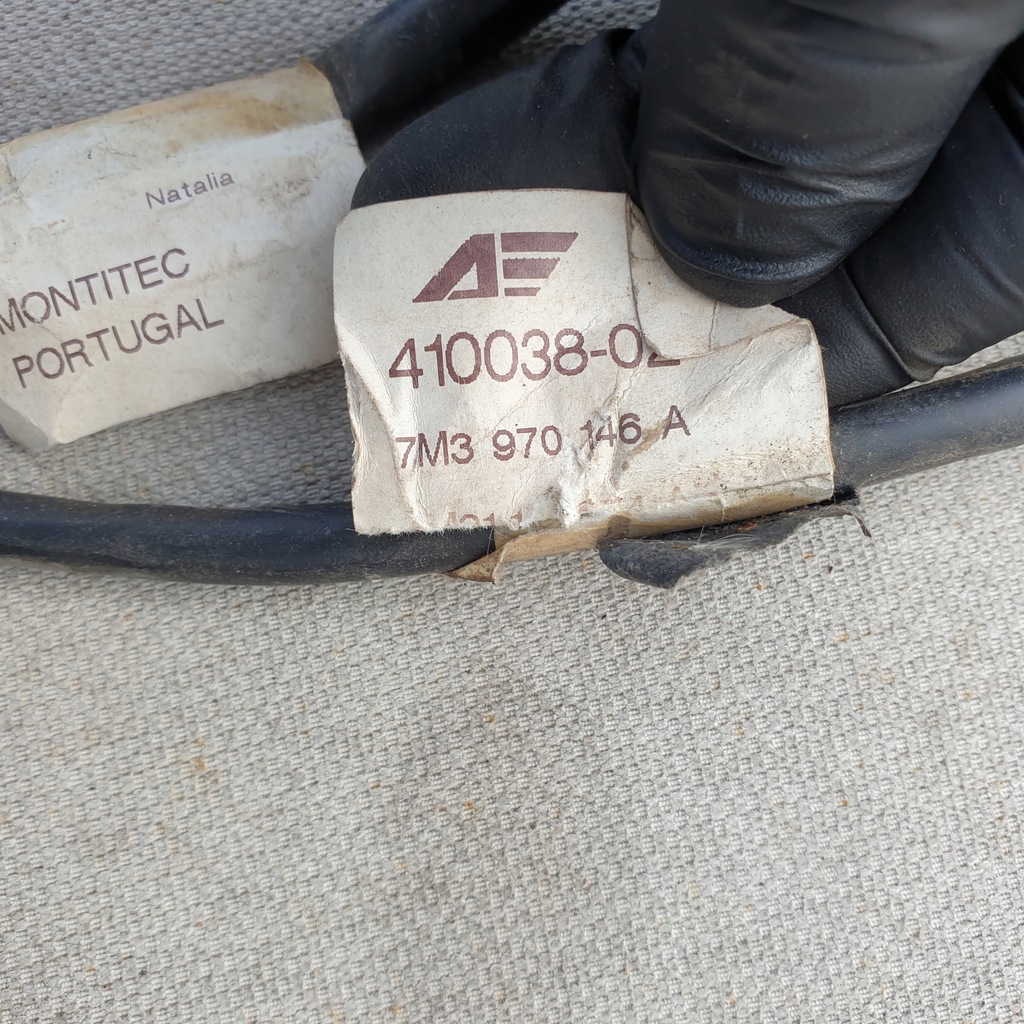 Natalia
MONTITEC
PORTUGAL
AE
410038-02
7M3 970 146 A